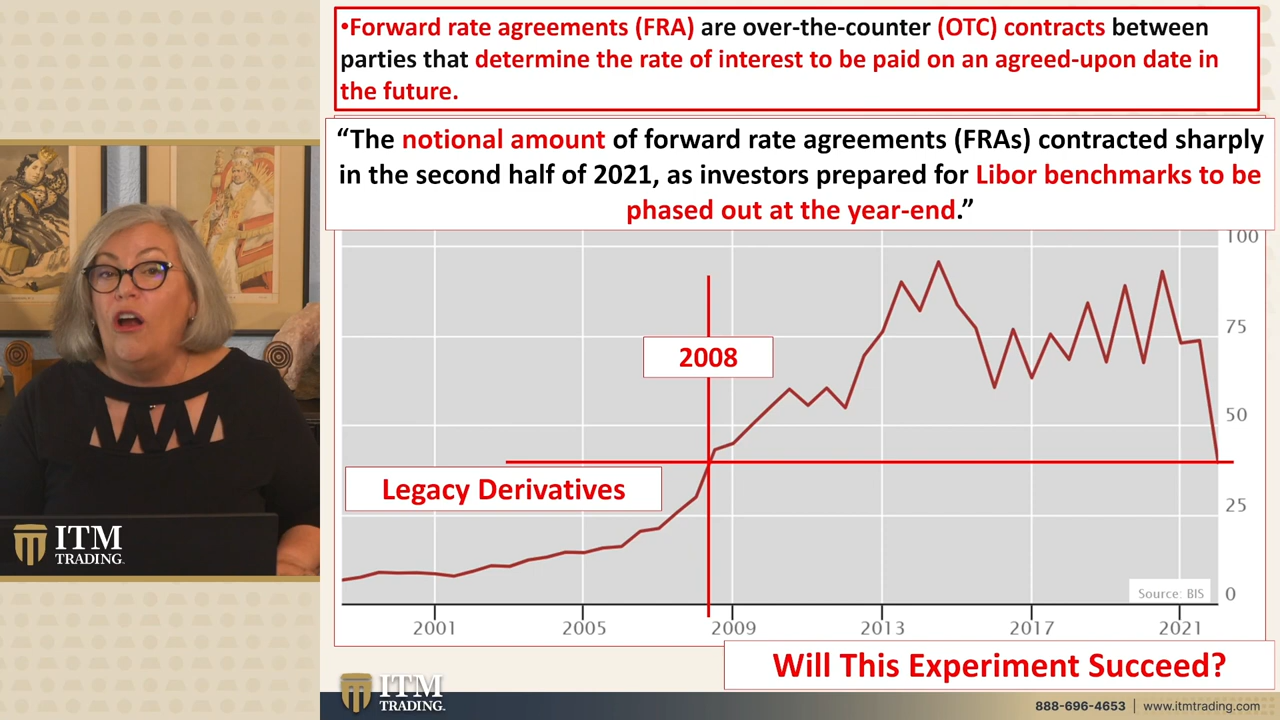 •Forward rate agreements (FRA) are over-the-counter (OTC) contracts between
parties that determine the rate of interest to be paid on an agreed-upon date in
the future.
“The notional amount of forward rate agreements (FRAs) contracted sharply
in the second half of 2021, as investors prepared for Libor benchmarks to be
phased out at the year-end.”
100
75
50
25
0
2008
Legacy Derivatives
Source: BIS
2001
2005
2009
2013
2017
2021
Will This Experiment Succeed?
ITM
TRADING.
ITM
TRADING.
888-696-4653 | www.itmtrading.com